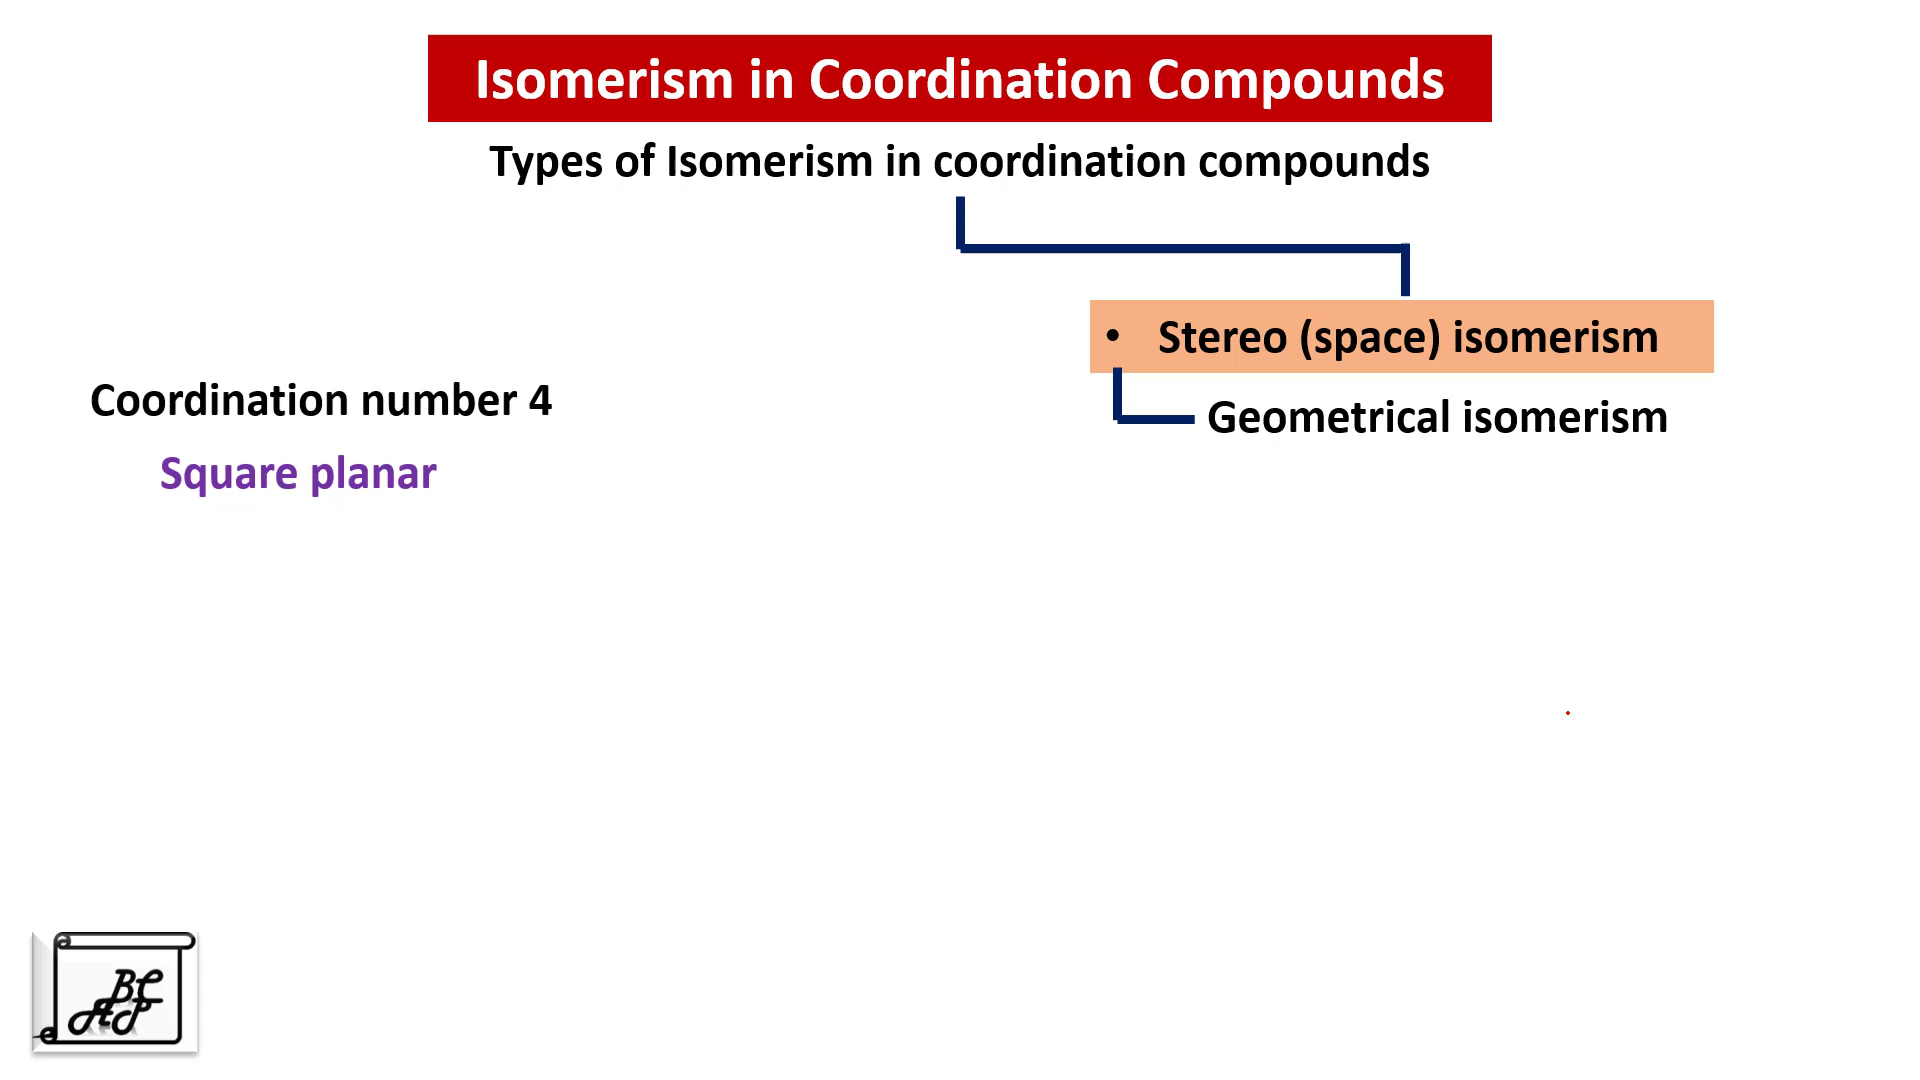 Isomerism in Coordination Compounds
Types of Isomerism in coordination compounds
• Stereo (space) isomerism
Geometrical isomerism
Coordination number 4
Square planar